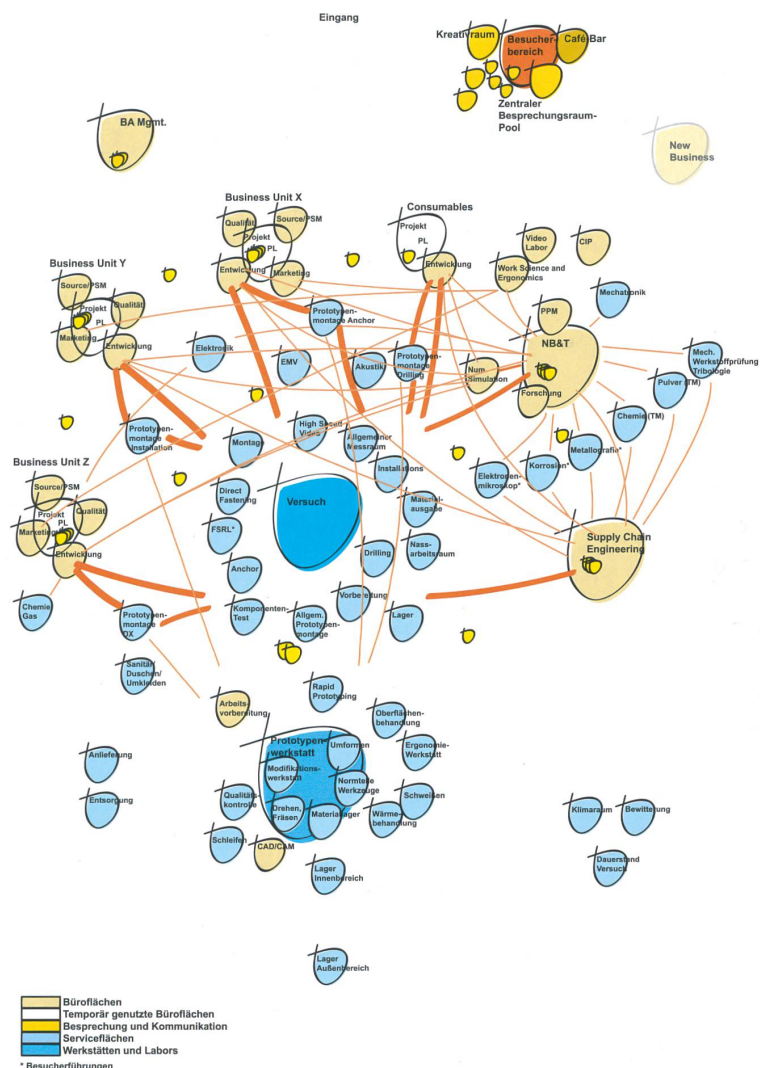 Eingang
Kreativraum
Besucher-
bereich
Café-Bar
Zentraler
Besprechungsraum-
Pool
BA Mgmt.
New
Business
Business Unit X
Qualität
Source/PSM
Projekt
PL
Entwicklung
Marketing
Consumables
Projekt
PL
Entwicklung
Video
Labor
CIP
Work Science and
Ergonomics
Mechatronik
Business Unit Y
Source/PSM
Projekt
PL
Qualität
Marketing
Entwicklung
Prototypen-
montage Anchor
PPM
NB&T
Elektronik
EMV
Akustik
Prototypen-
montage
Drilling
Num.
Simulation
Forschung
Mech.
Werkstoffprüfung
Tribologie
Pulver (TM)
Chemie (TM)
Prototypen-
montage
Installation
Montage
High Speed
Video
Allgemeiner
Messraum
Installations
Elektronen-
mikroskop*
Korrosion*
Metallografie*
Business Unit Z
Source/PSM
Projekt
PL
Qualität
Marketing
Entwicklung
Direct
Fastening
Versuch
Material-
ausgabe
FSRL*
Drilling
Nass-
arbeitsraum
Supply Chain
Engineering
Anchor
Chemie
Gas
Prototypen-
montage
DX
Komponenten-
Test
Allgem.
Prototypen-
montage
Vorbereitung
Lager
Sanitär/
Duschen/
Umkleiden
Arbeits-
vorbereitung
Rapid
Prototyping
Oberflächen-
behandlung
Prototypen-
werkstatt
Umformen
Ergonomie-
Werkstatt
Anlieferung
Modifikations-
werkstatt
Normteile
Werkzeuge
Entsorgung
Qualitäts-
kontrolle
Drehen,
Fräsen
Materiallager
Wärme-
behandlung
Schweißen
Klimaraum
Bewitterung
Schleifen
CAD/CAM
Lager
Innenbereich
Dauerstand
Versuch
Lager
Außenbereich
Büroflächen
Temporär genutzte Büroflächen
Besprechung und Kommunikation
Serviceflächen
Werkstätten und Labors
* Besucherführungen